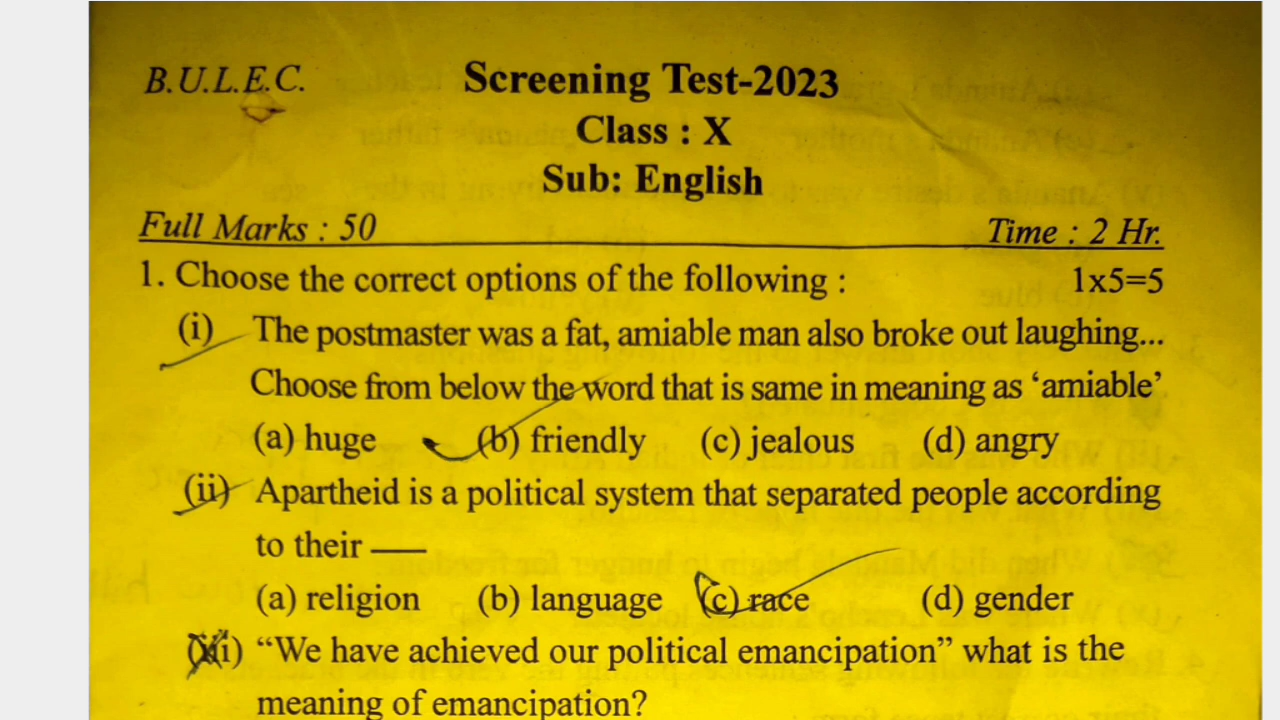 B.U.L.E.C.
Screening Test-2023
Class : X
Sub: English
Full Marks : 50 Time : 2 Hr.
1. Choose the correct options of the following : 1x5=5
(i) The postmaster was a fat, amiable man also broke out laughing...
Choose from below the word that is same in meaning as ‘amiable’
(a) huge (b) friendly (c) jealous (d) angry
(ii) Apartheid is a political system that separated people according
to their —
(a) religion (b) language (c) race (d) gender
(iii) “We have achieved our political emancipation” what is the
meaning of emancipation?